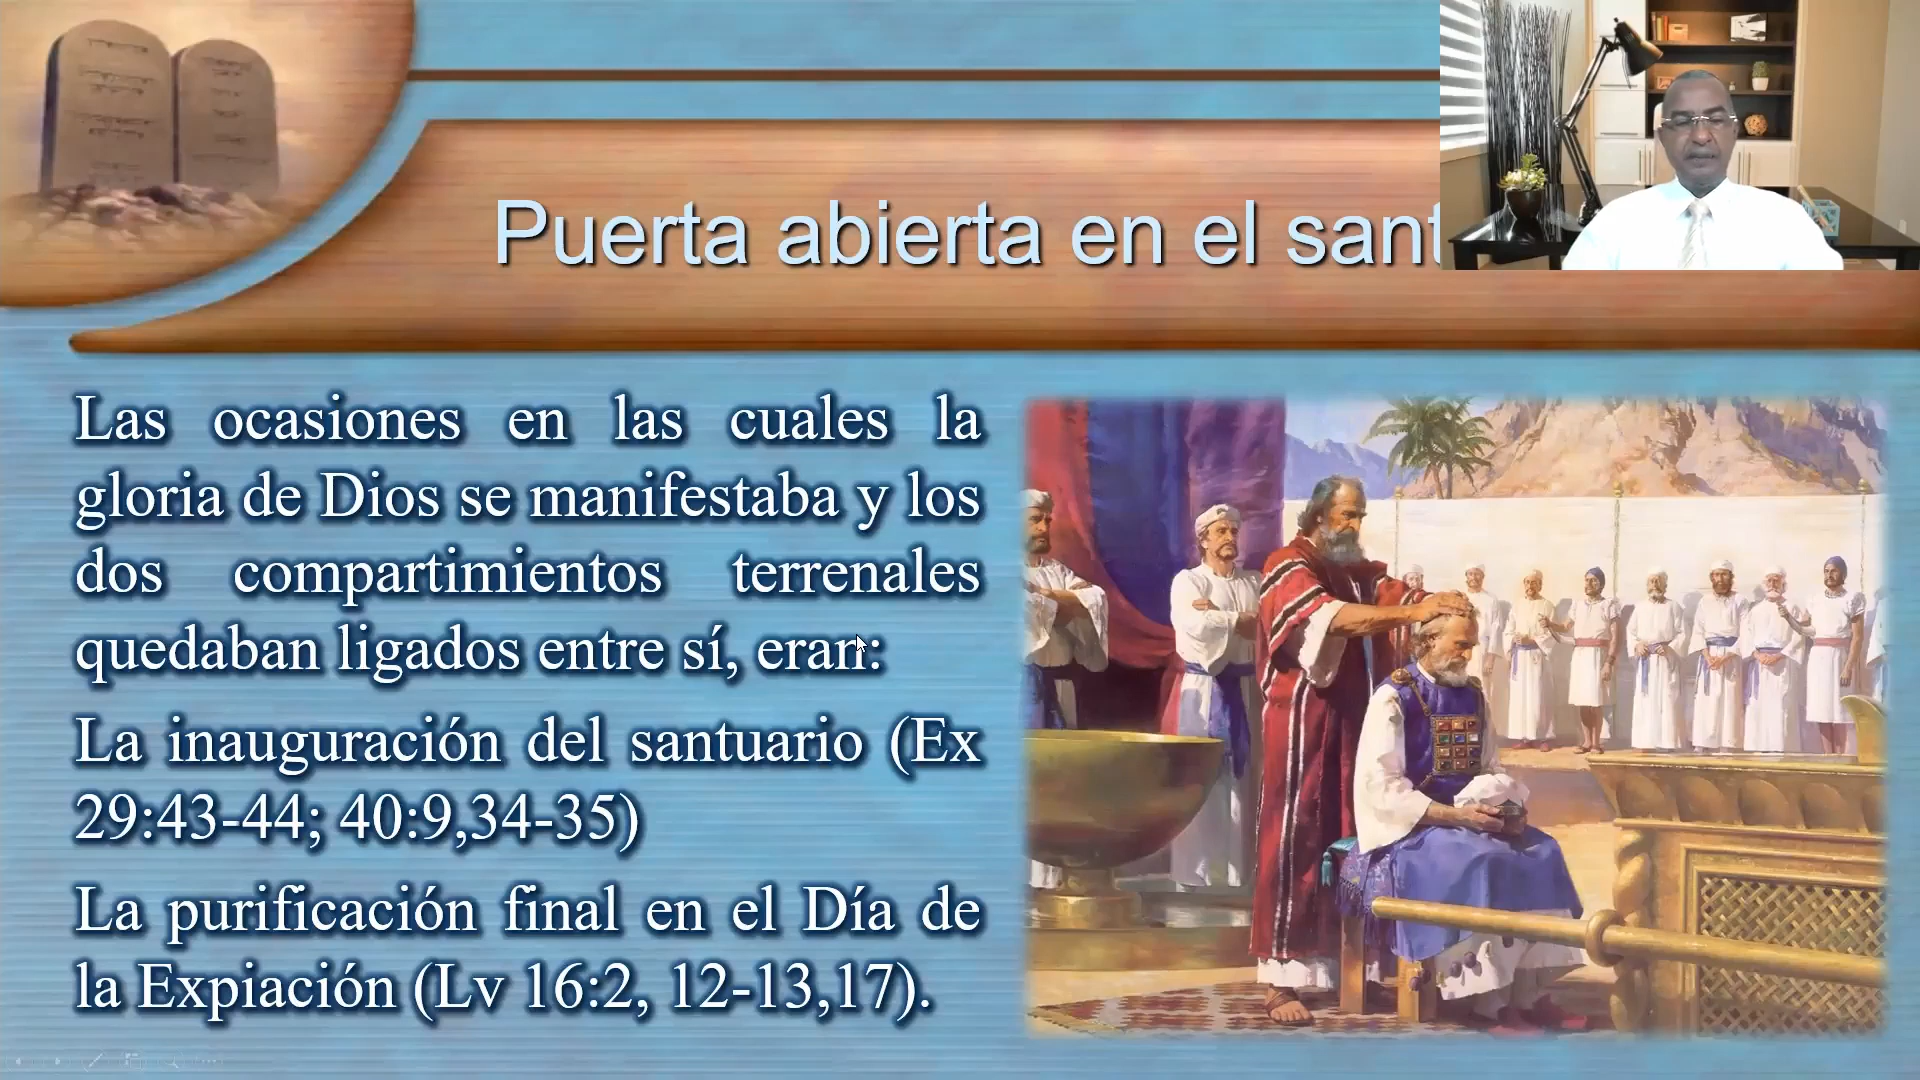 Puerta abierta en el sant
Las ocasiones en las cuales la
gloria de Dios se manifestaba y los
dos compartimientos terrenales
quedaban ligados entre sí, eran:
La inauguración del santuario (Ex
29:43-44; 40:9,34-35)
La purificación final en el Día de
la Expiación (Lv 16:2, 12-13,17).